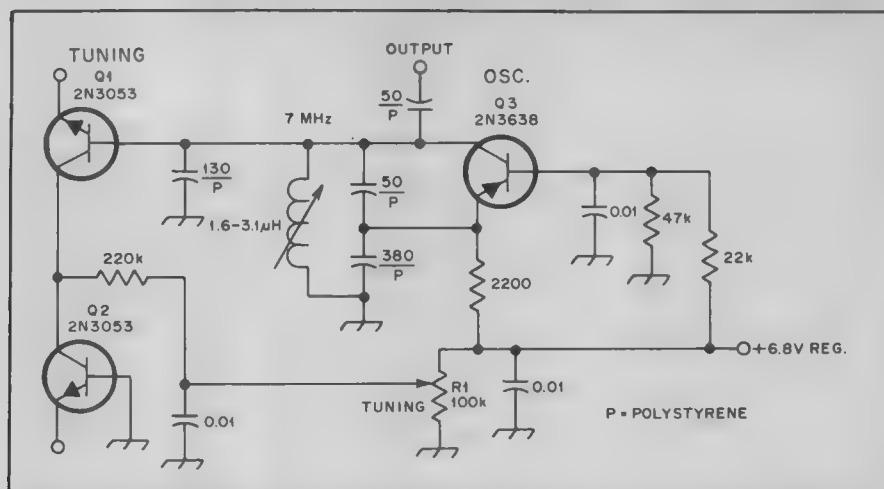 TUNING
Q1
2N3053
OUTPUT
50
P
OSC.
Q3
2N3638
7 MHz
130
P
50
P
1.6-3.1µH
380
P
0.01
47k
22k
220k
2200
Q2
2N3053
+6.8V REG.
0.01
TUNING
R1
100k
0.01
P = POLYSTYRENE